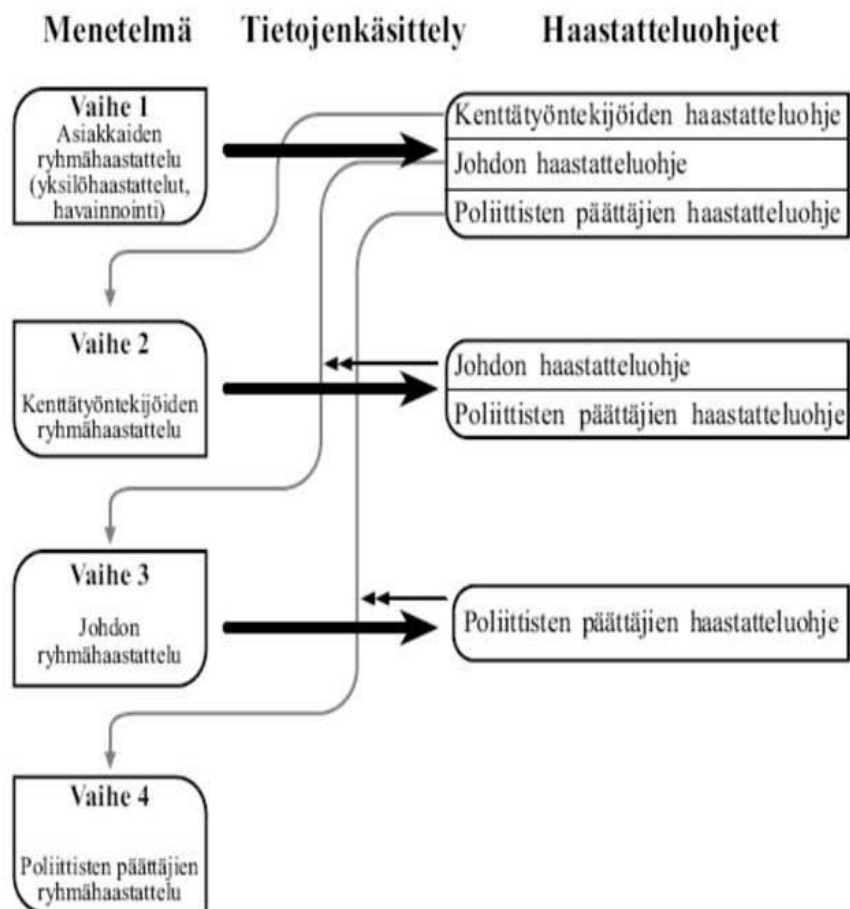 Menetelmä Tietojenkäsittely Haastatteluohjeet
Vaihe 1
Asiakkaiden
ryhmähaastattelu
(yksilöhaastattelut,
havainnointi)
Kenttätyöntekijöiden haastatteluohje
Johdon haastatteluohje
Poliittisten päättäjien haastatteluohje
Vaihe 2
Kenttätyöntekijöiden
ryhmähaastattelu
Johdon haastatteluohje
Poliittisten päättäjien haastatteluohje
Vaihe 3
Johdon
ryhmähaastattelu
Poliittisten päättäjien haastatteluohje
Vaihe 4
Poliittisten päättäjien
ryhmähaastattelu